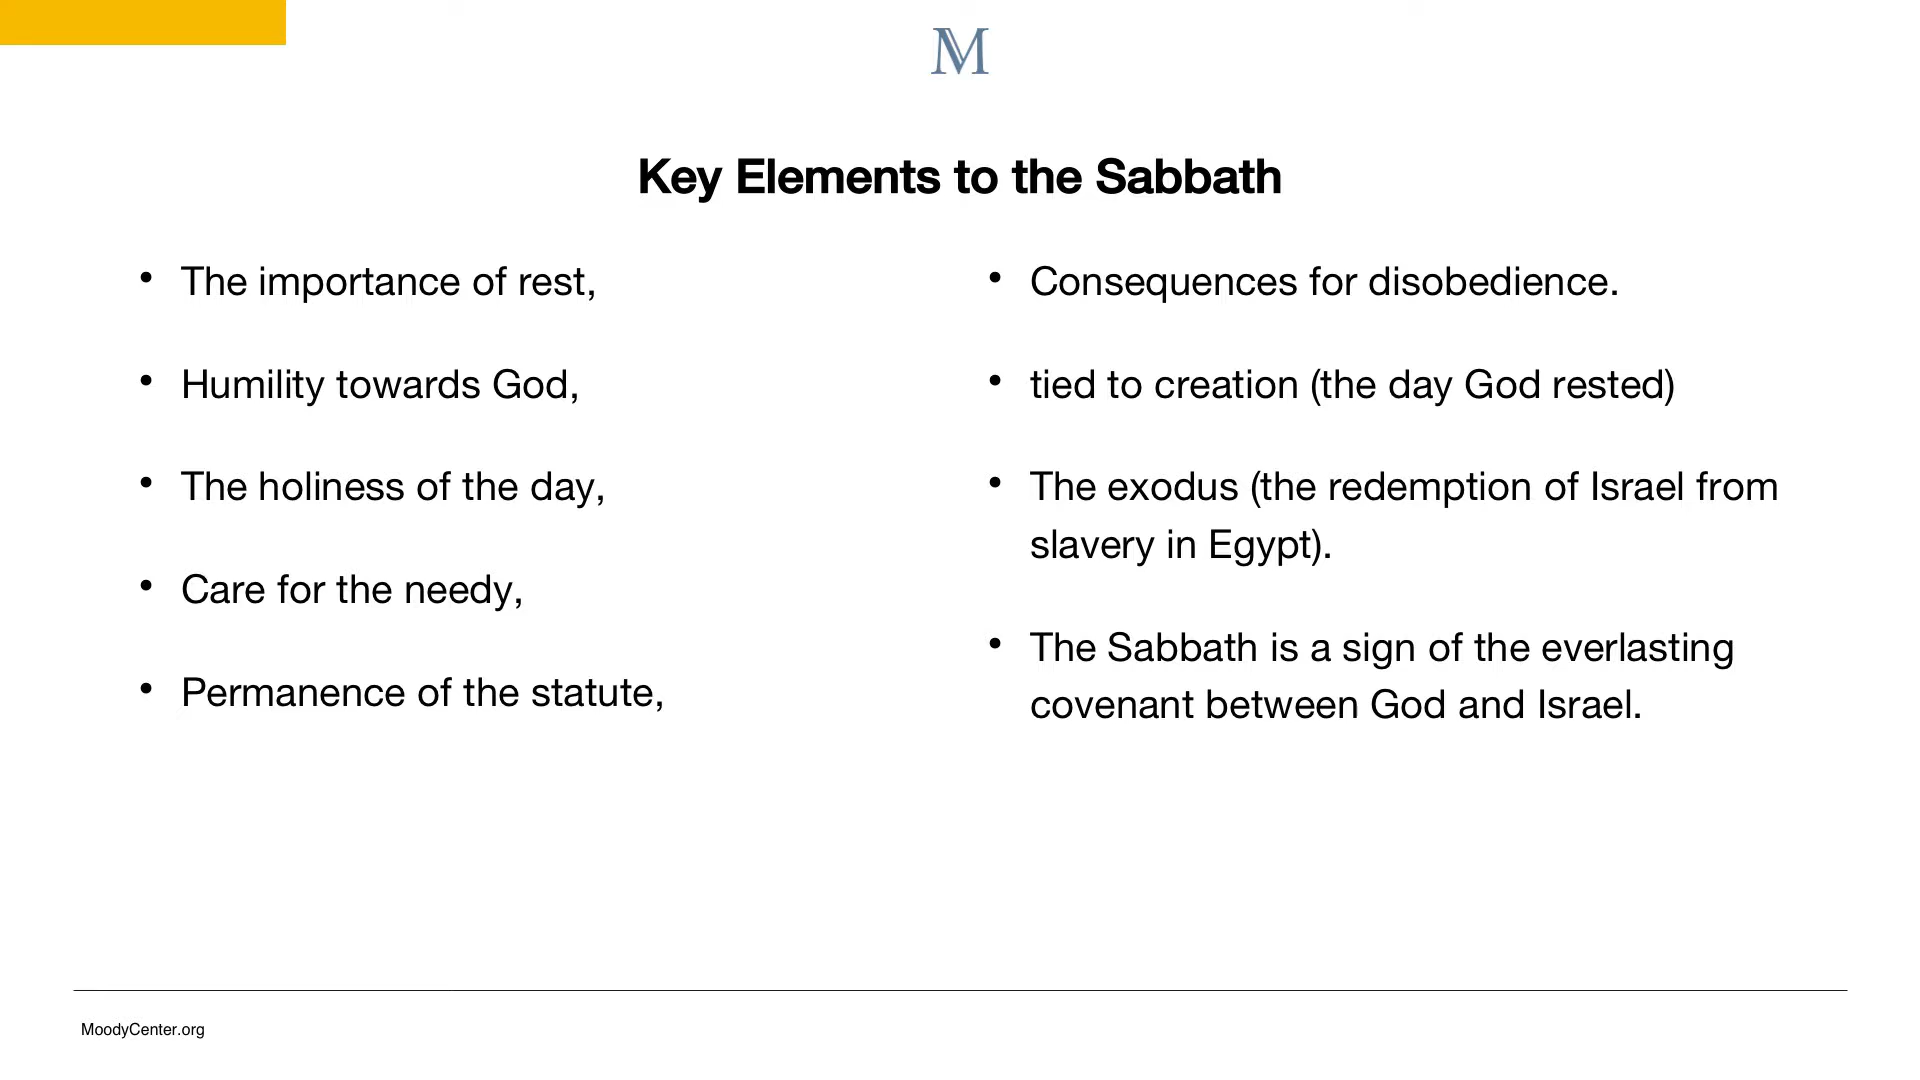 M
Key Elements to the Sabbath
• The importance of rest,
• Humility towards God,
• The holiness of the day,
• Care for the needy,
• Permanence of the statute,
• Consequences for disobedience.
• tied to creation (the day God rested)
• The exodus (the redemption of Israel from
slavery in Egypt).
• The Sabbath is a sign of the everlasting
covenant between God and Israel.
MoodyCenter.org